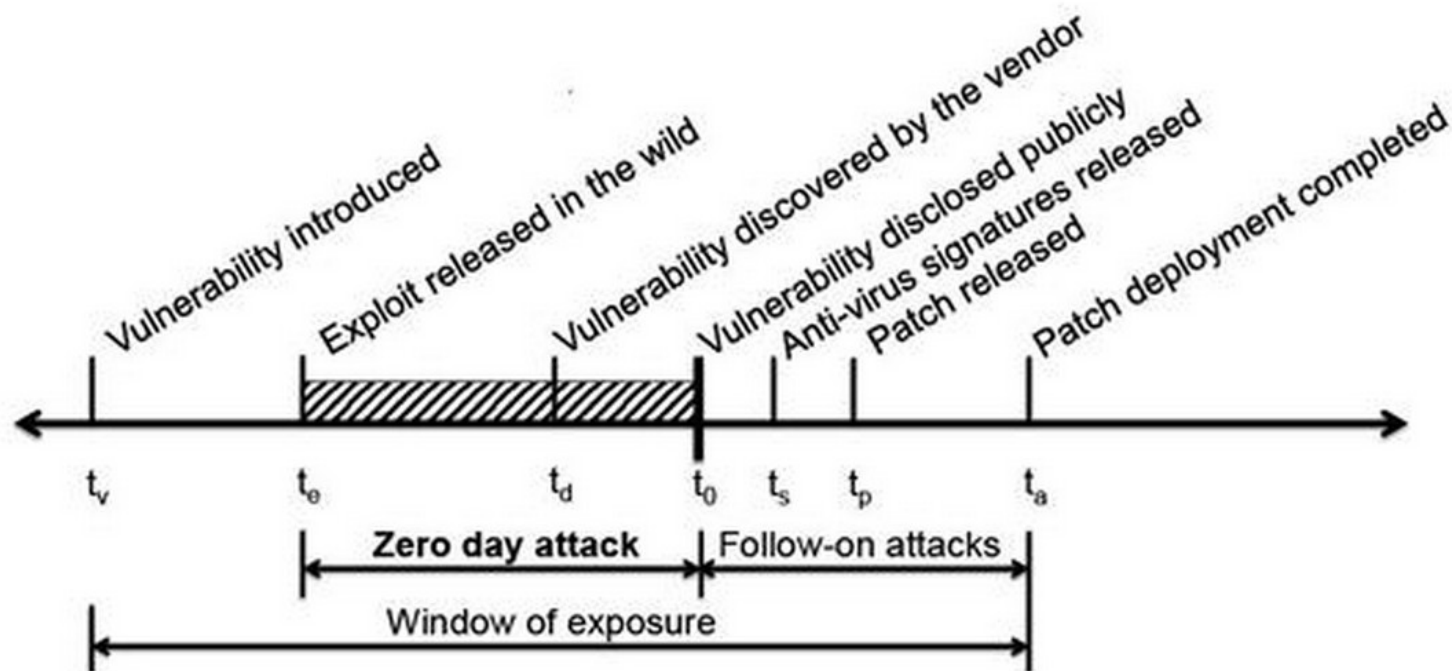 Vulnerability introduced
Exploit released in the wild
Vulnerability discovered by the vendor
Vulnerability disclosed publicly
Anti-virus signatures released
Patch released
Patch deployment completed
tv te td t0 ts tp ta
Zero day attack Follow-on attacks
Window of exposure